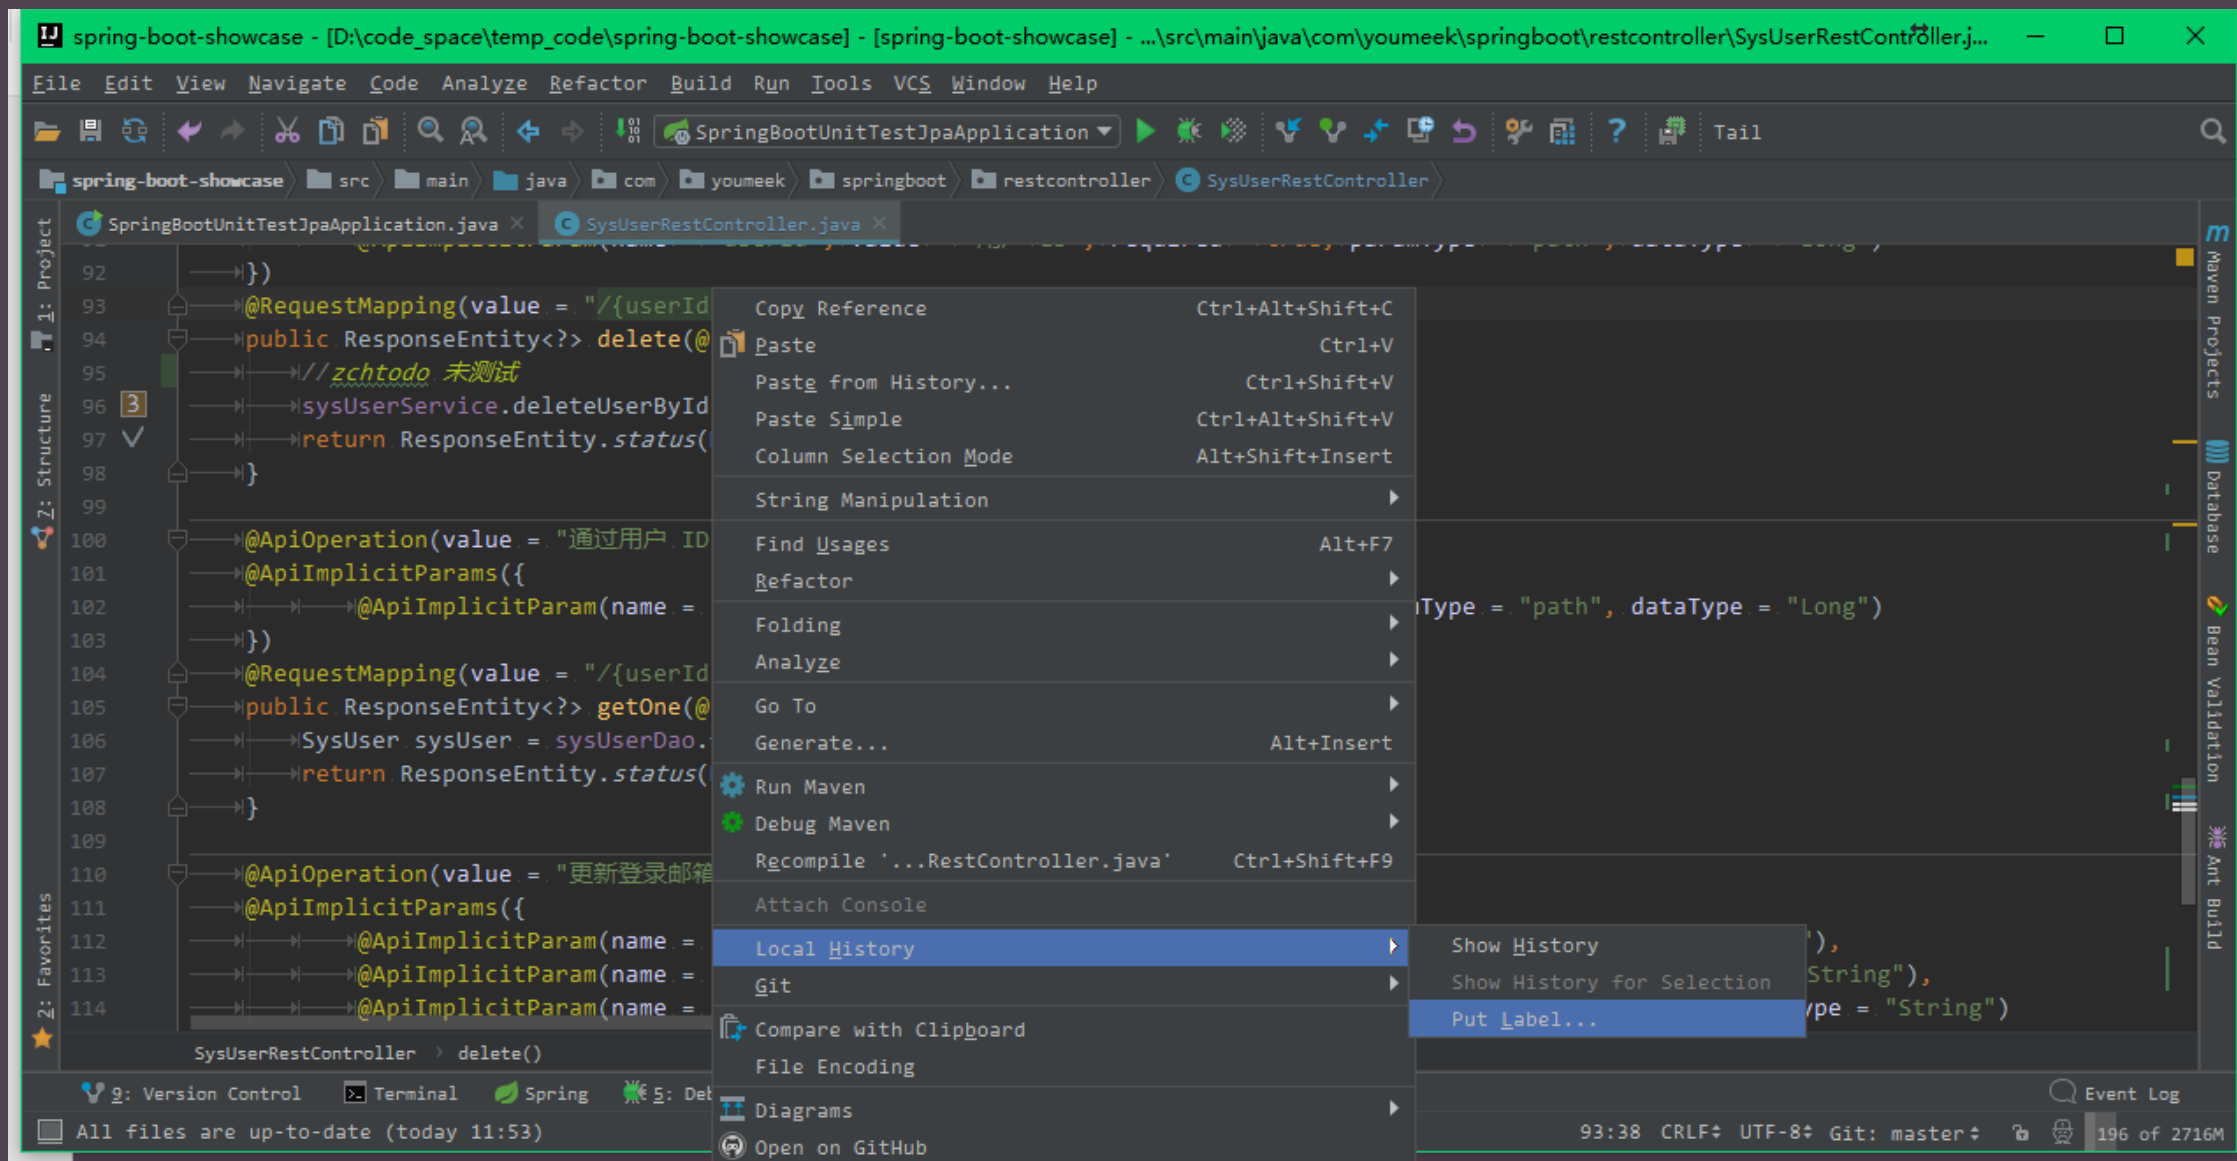 spring-boot-showcase - [D:\code_space\temp_code\spring-boot-showcase] - [spring-boot-showcase] - ...\src\main\java\com\youmeek\springboot\restcontroller\SysUserRestController.j...
File Edit View Navigate Code Analyze Refactor Build Run Tools VCS Window Help
SpringBootUnitTestJpaApplication Tail
spring-boot-showcase src main java com youmeek springboot restcontroller SysUserRestController
SpringBootUnitTestJpaApplication.java SysUserRestController.java
1: Project
7: Structure
2: Favorites
92 })
93 @RequestMapping(value = "/{userId
94 public ResponseEntity<?> delete(@
95 //zchtodo 未测试
96 3 sysUserService.deleteUserById
97 return ResponseEntity.status(
98 }
99
100 @ApiOperation(value = "通过用户 ID
101 @ApiImplicitParams({
102 @ApiImplicitParam(name = Type = "path", dataType = "Long")
103 })
104 @RequestMapping(value = "/{userId
105 public ResponseEntity<?> getOne(@
106 SysUser sysUser = sysUserDao.
107 return ResponseEntity.status(
108 }
109
110 @ApiOperation(value = "更新登录邮箱
111 @ApiImplicitParams({
112 @ApiImplicitParam(name = "),
113 @ApiImplicitParam(name = String"),
114 @ApiImplicitParam(name = pe = "String")
Copy Reference Ctrl+Alt+Shift+C
Paste Ctrl+V
Paste from History... Ctrl+Shift+V
Paste Simple Ctrl+Alt+Shift+V
Column Selection Mode Alt+Shift+Insert
String Manipulation
Find Usages Alt+F7
Refactor
Folding
Analyze
Go To
Generate... Alt+Insert
Run Maven
Debug Maven
Recompile '...RestController.java' Ctrl+Shift+F9
Attach Console
Local History
Git
Compare with Clipboard
File Encoding
Diagrams
Open on GitHub
Show History
Show History for Selection
Put Label...
m Maven Projects
Database
Bean Validation
Ant Build
SysUserRestController > delete()
9: Version Control Terminal Spring 5: Deb Event Log
All files are up-to-date (today 11:53) 93:38 CRLF UTF-8 Git: master 196 of 2716M